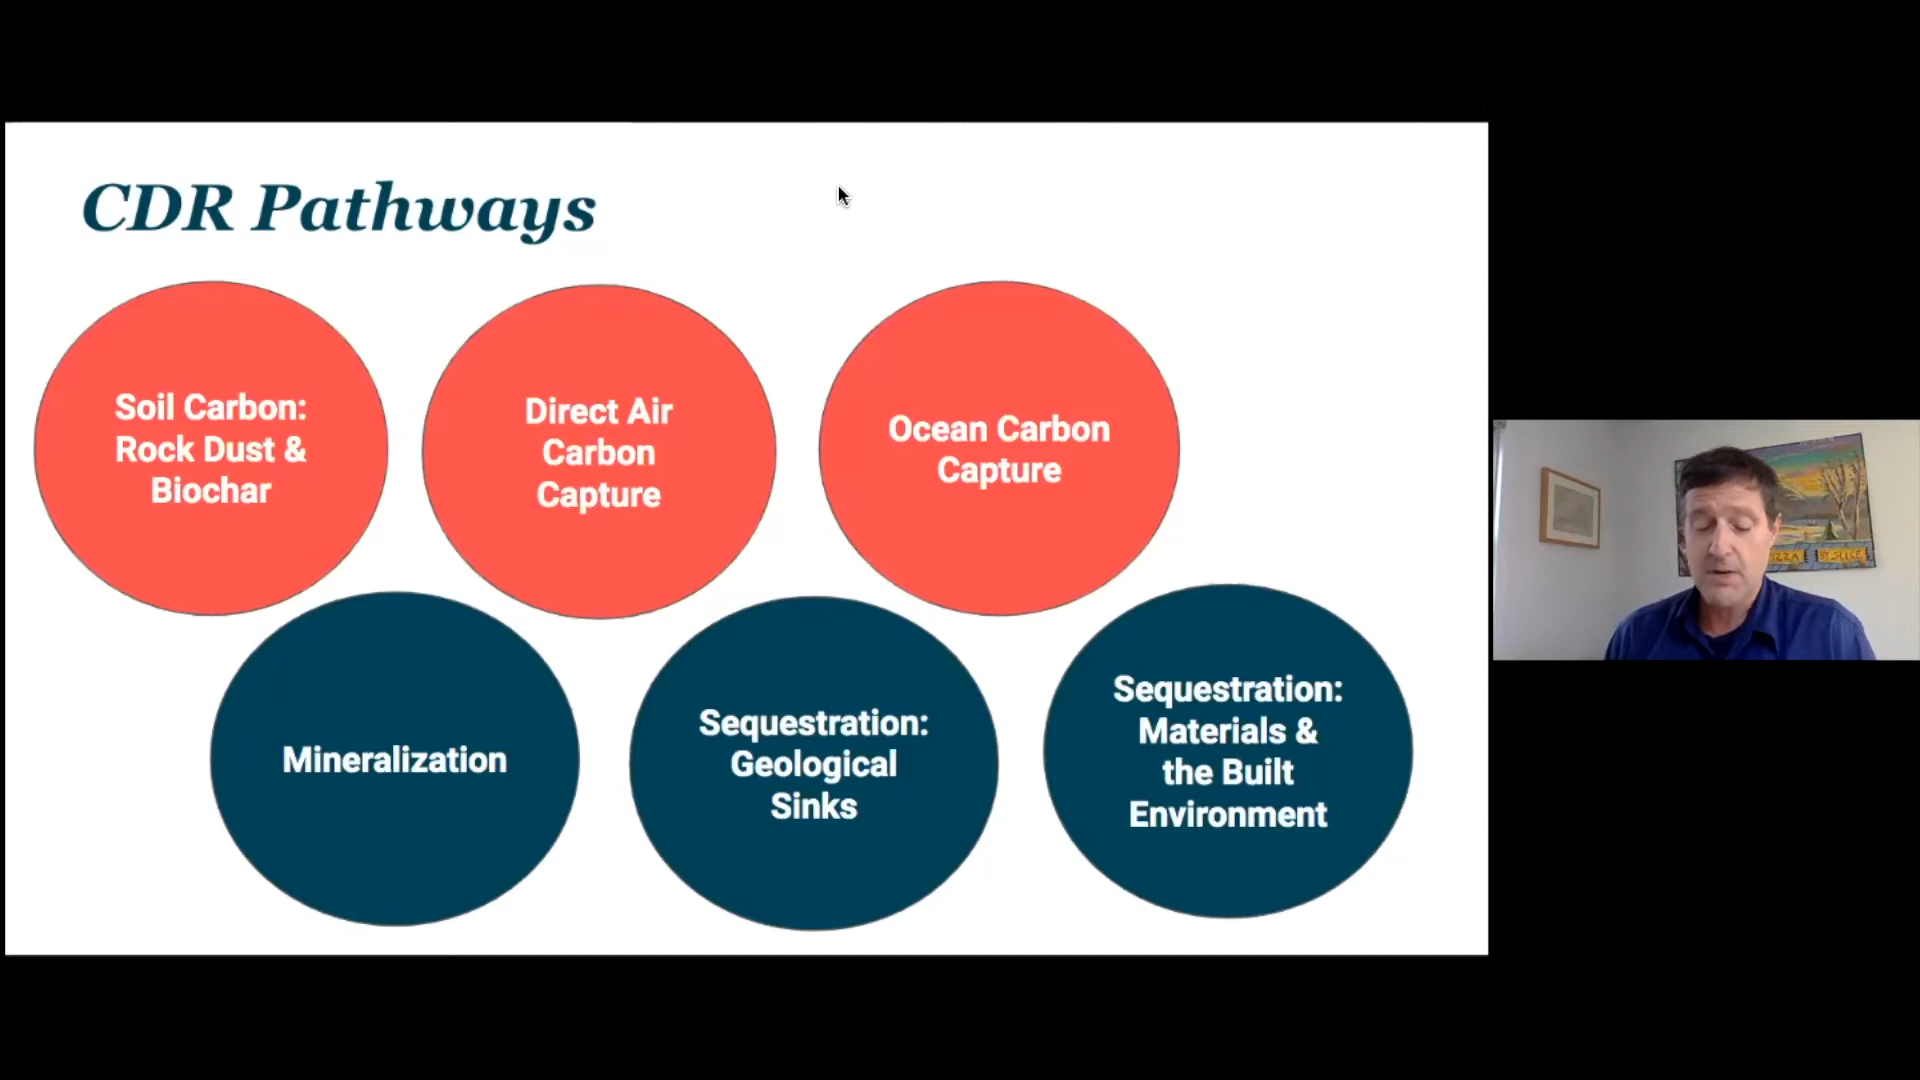 CDR Pathways
Soil Carbon:
Rock Dust &
Biochar
Direct Air
Carbon
Capture
Ocean Carbon
Capture
Mineralization
Sequestration:
Geological
Sinks
Sequestration:
Materials &
the Built
Environment